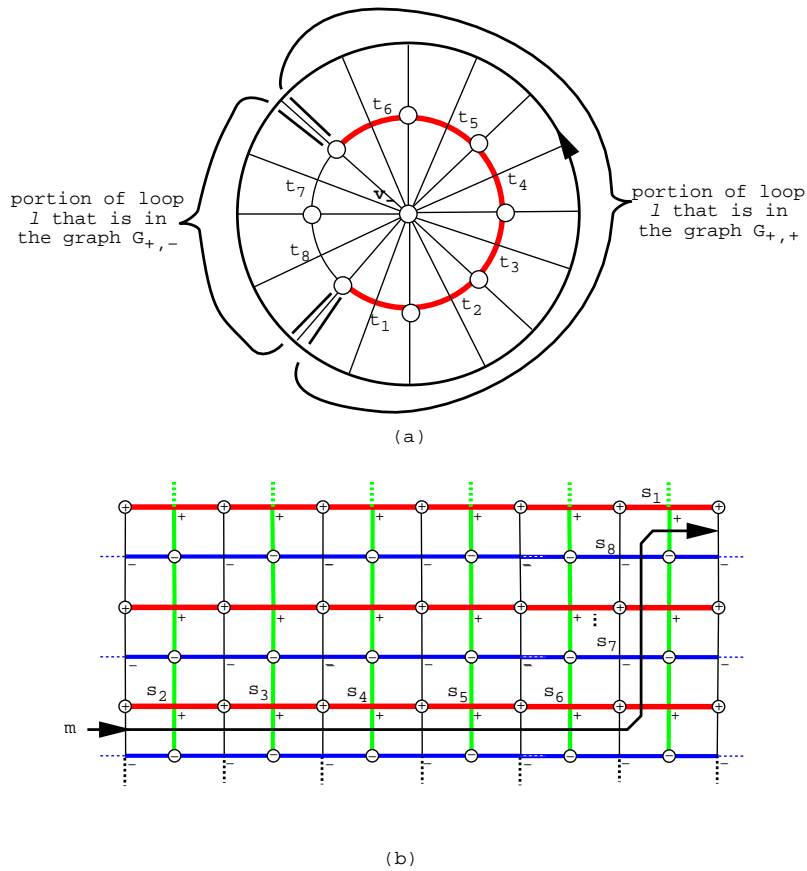 t6
t5
t7
v-
t4
portion of loop
l that is in
the graph G+,-
portion of loop
l that is in
the graph G+,+
t8
t3
t2
t1
(a)
s1
+ + + + + + +
+ + + + + +
s8
− − − − − −
− − − − − − −
+ + + + + + +
+ + + + + +
s7
− − − − − −
− − − − − − −
s2 s3 s4 s5 s6
+ + + + + + +
+ + + + + +
m
− − − − − −
− − − − − − −
(b)